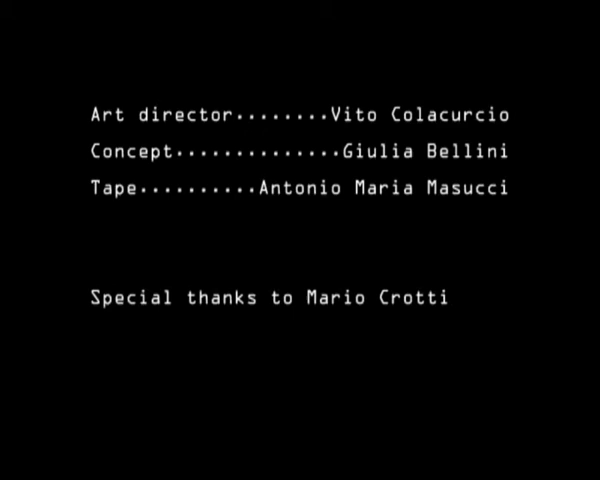 Art director········Vito Colacurcio
Concept··············Giulia Bellini
Tape··········Antonio Maria Masucci
Special thanks to Mario Crotti